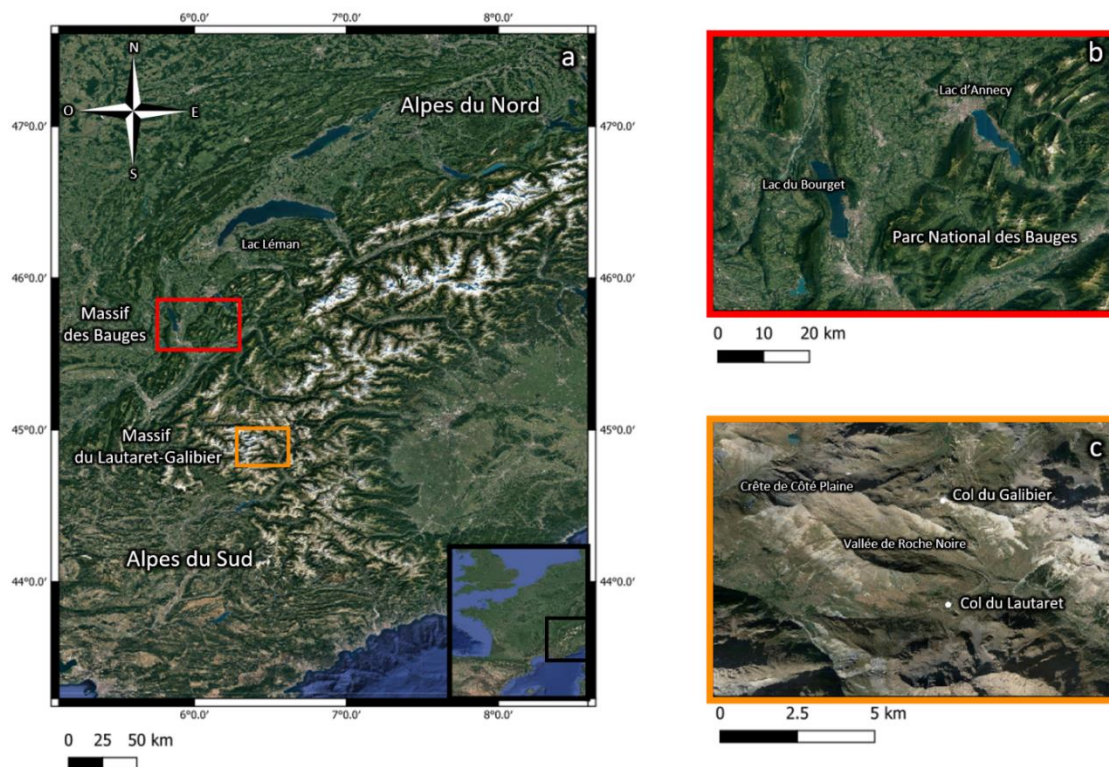 6°0.0'
7°0.0'
8°0.0'
a
N
O
E
S
Alpes du Nord
47°0.0'
47°0.0'
Lac Léman
46°0.0'
46°0.0'
Massif
des Bauges
45°0.0'
45°0.0'
Massif
du Lautaret-Galibier
Alpes du Sud
44°0.0'
44°0.0'
6°0.0'
7°0.0'
8°0.0'
0 25 50 km
b
Lac d'Annecy
Lac du Bourget
Parc National des Bauges
0 10 20 km
c
Crête de Côté Plaine
Col du Galibier
Vallée de Roche Noire
Col du Lautaret
0 2.5 5 km